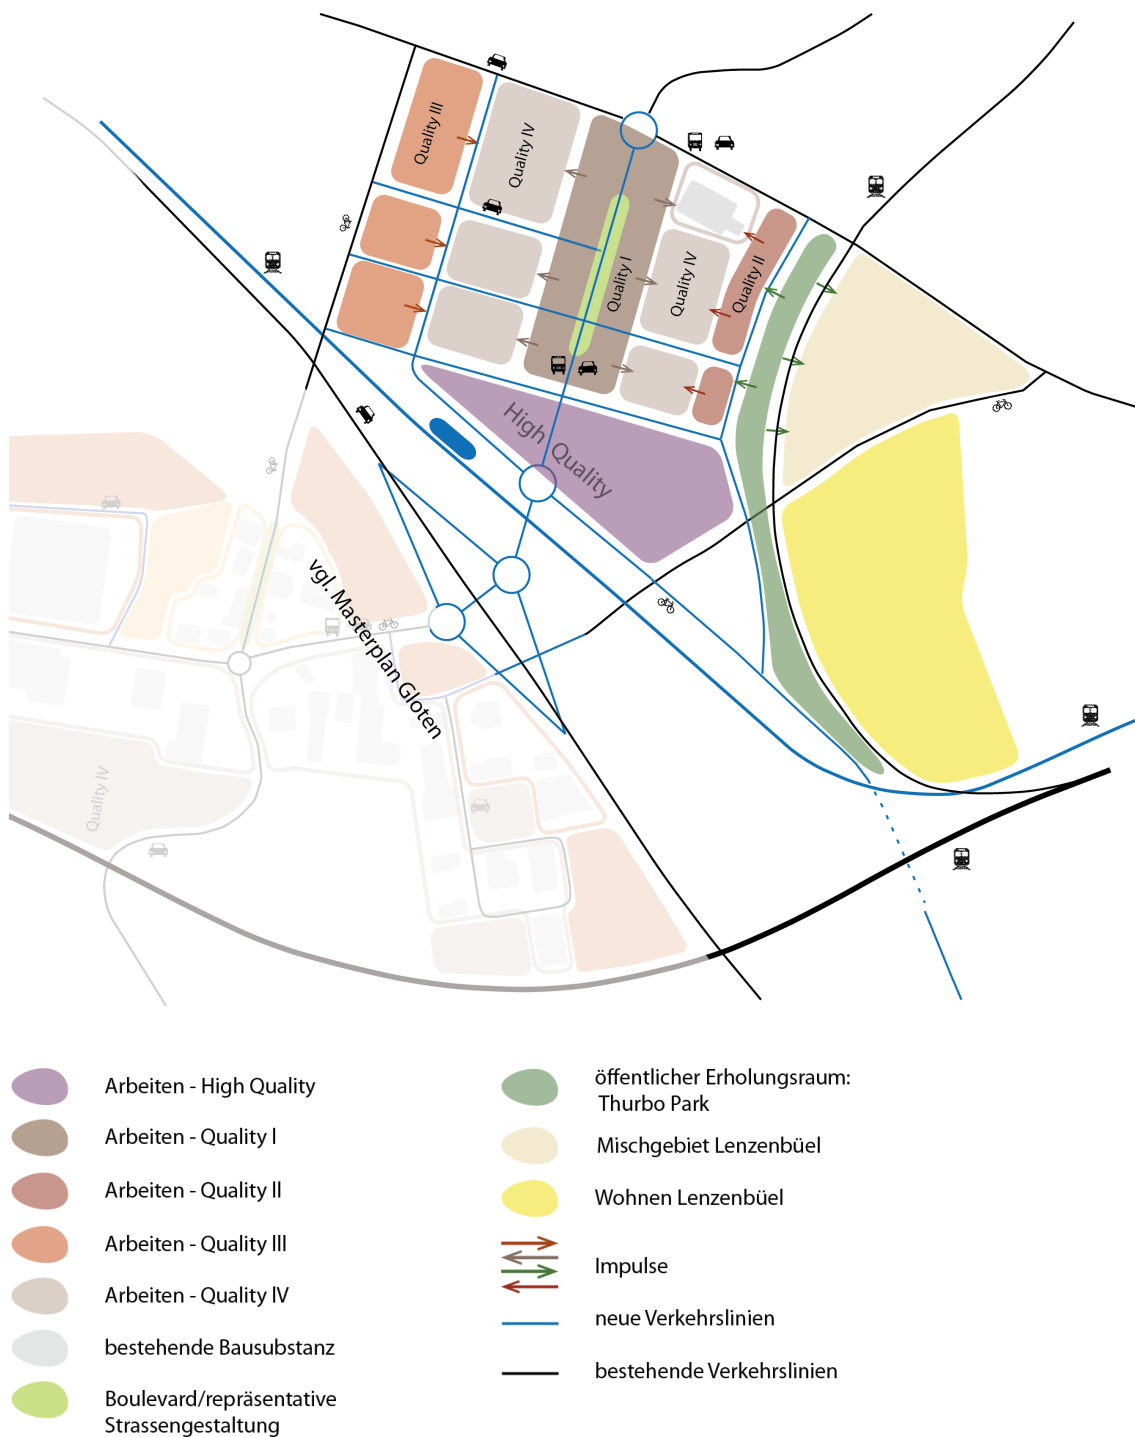 Quality III
Quality IV
Quality I
Quality IV
Quality II
High Quality
vgl. Masterplan Gloten
Quality IV
Arbeiten - High Quality
Arbeiten - Quality I
Arbeiten - Quality II
Arbeiten - Quality III
Arbeiten - Quality IV
bestehende Bausubstanz
Boulevard/repräsentative
Strassengestaltung
öffentlicher Erholungsraum:
Thurbo Park
Mischgebiet Lenzenbüel
Wohnen Lenzenbüel
Impulse
neue Verkehrslinien
bestehende Verkehrslinien